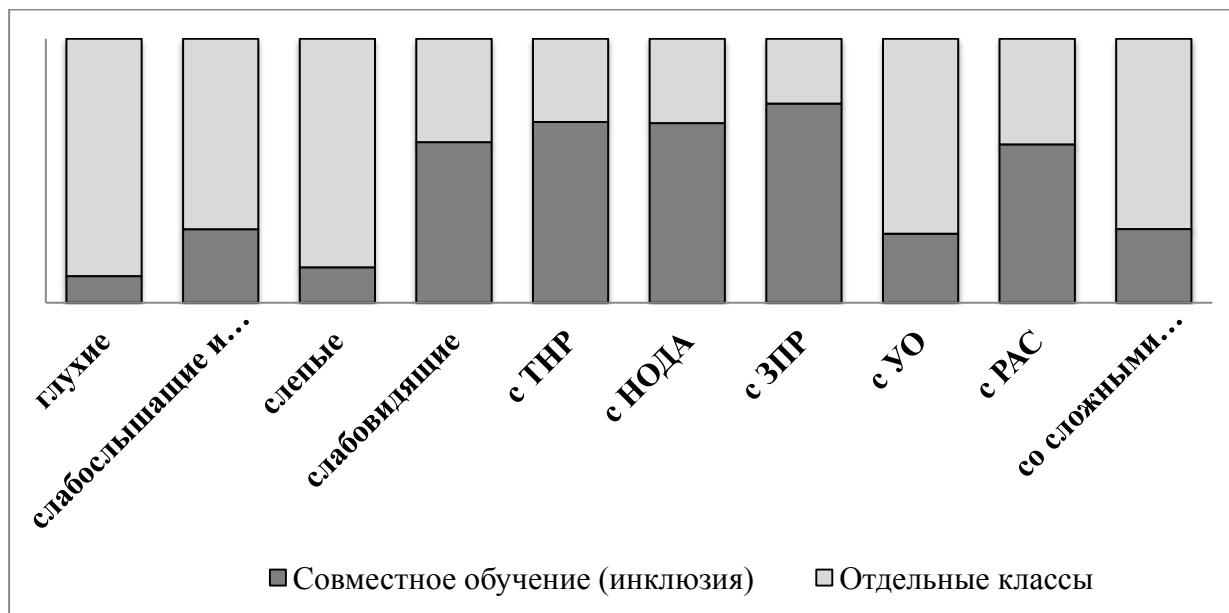 глухие
слабослышащие и…
слепые
слабовидящие
с ТНР
с НОДА
с ЗПР
с УО
с РАС
со сложными…
Совместное обучение (инклюзия)
Отдельные классы